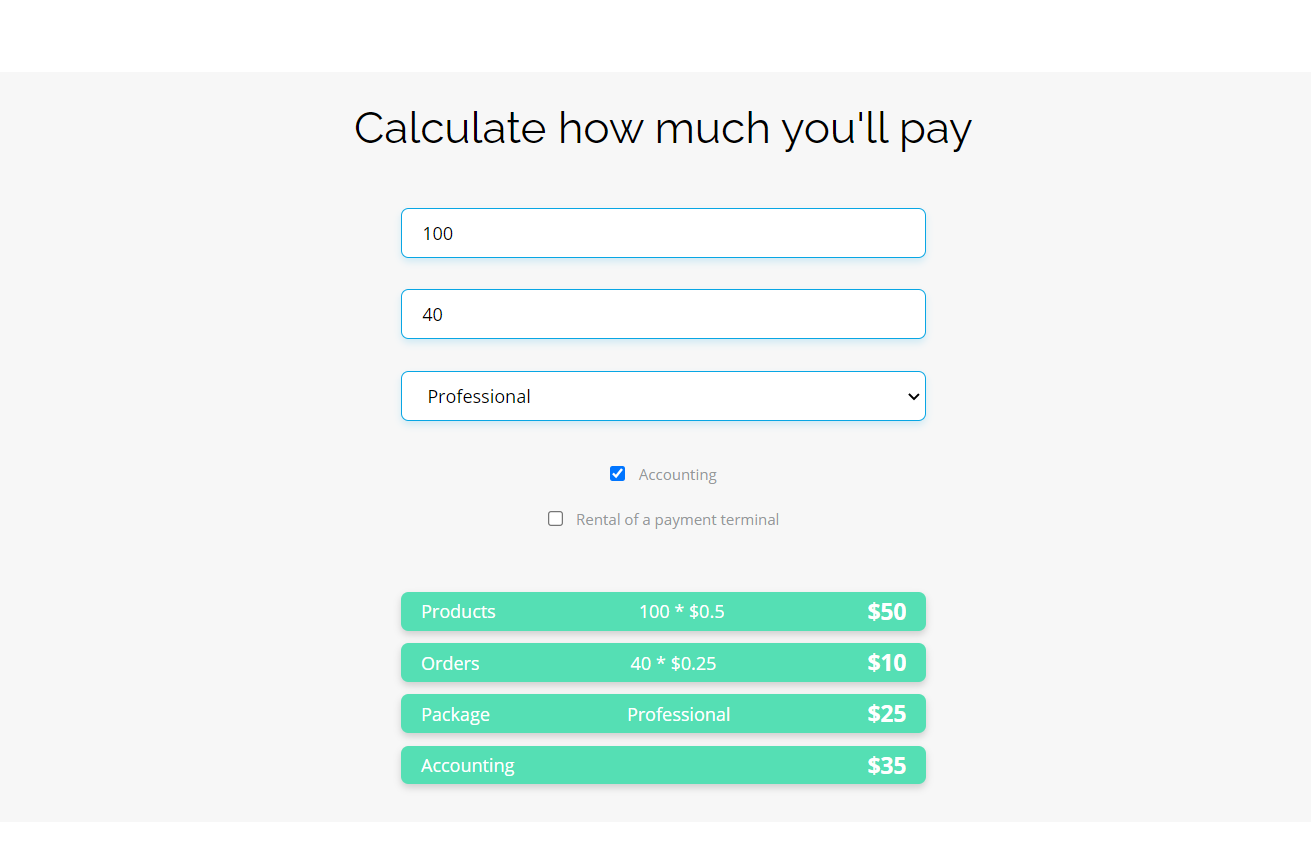 Calculate how much you'll pay
100
40
Professional
Accounting
Rental of a payment terminal
Products 100 * $0.5 $50
Orders 40 * $0.25 $10
Package Professional $25
Accounting $35